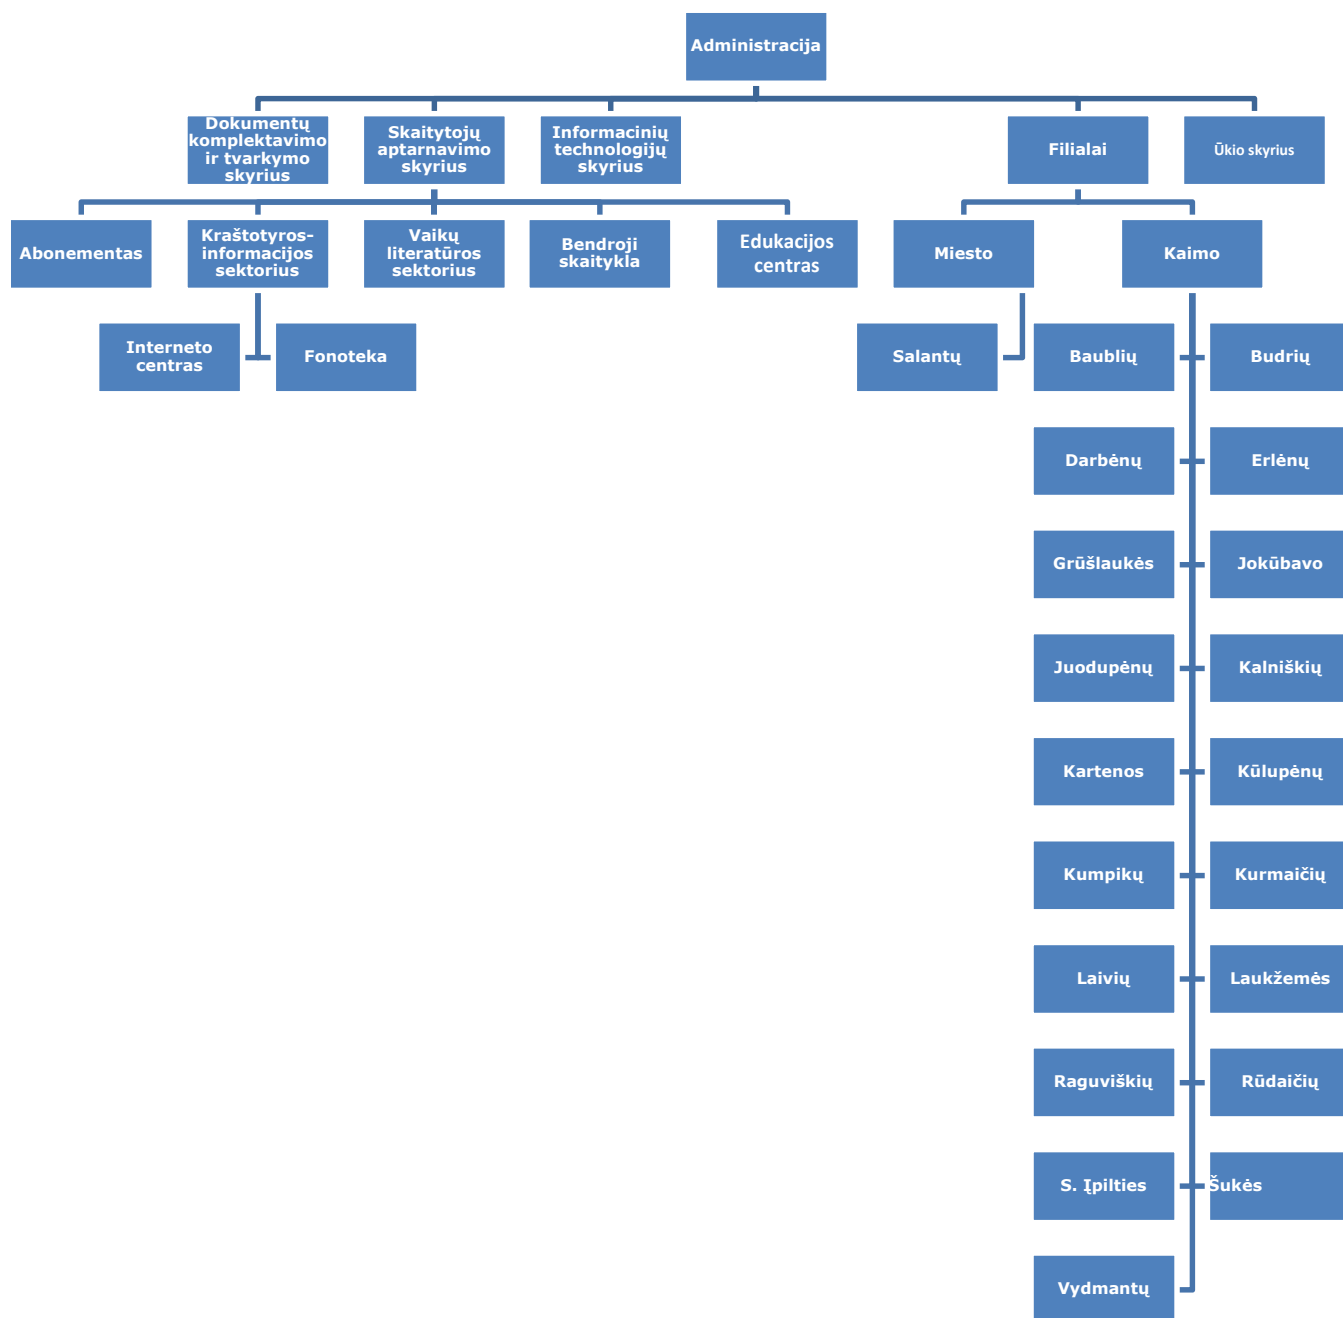 Administracija
Dokumentų
komplektavimo
ir tvarkymo
skyrius
Skaitytojų
aptarnavimo
skyrius
Informacinių
technologijų
skyrius
Filialai
Ūkio skyrius
Abonementas
Kraštotyros-
informacijos
sektorius
Vaikų
literatūros
sektorius
Bendroji
skaitykla
Edukacijos
centras
Miesto
Kaimo
Interneto
centras
Fonoteka
Salantų
Baublių
Budrių
Darbėnų
Erlėnų
Grūšlaukės
Jokūbavo
Juodupėnų
Kalniškių
Kartenos
Kūlupėnų
Kumpikų
Kurmaičių
Laivių
Laukžemės
Raguviškių
Rūdaičių
S. Įpilties
Šukės
Vydmantų